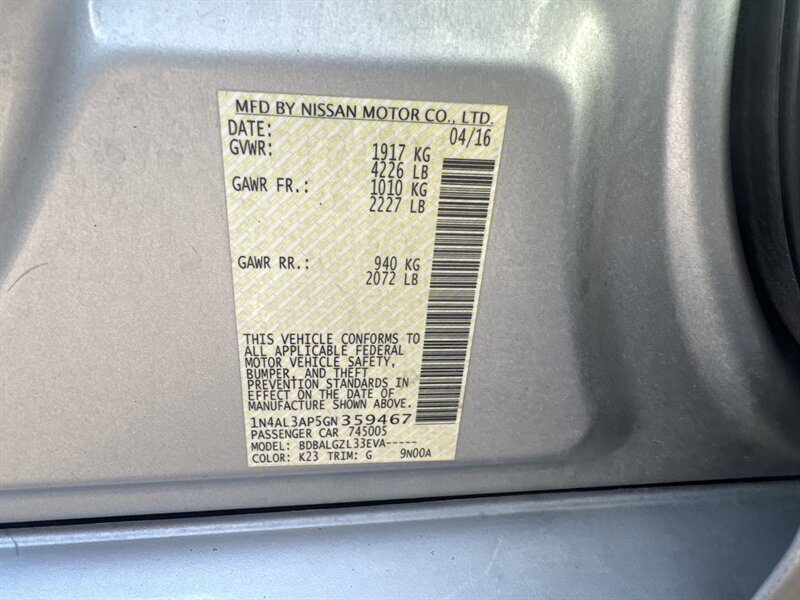 MFD BY NISSAN MOTOR CO., LTD.
DATE: 04/16
GVWR: 1917 KG
4226 LB
GAWR FR.: 1010 KG
2227 LB
GAWR RR.: 940 KG
2072 LB
THIS VEHICLE CONFORMS TO
ALL APPLICABLE FEDERAL
MOTOR VEHICLE SAFETY,
BUMPER, AND THEFT
PREVENTION STANDARDS IN
EFFECT ON THE DATE OF
MANUFACTURE SHOWN ABOVE.
1N4AL3AP5GN359467
PASSENGER CAR 745005
MODEL: BDBALGZL33EVA-----
COLOR: K23 TRIM: G 9N00A